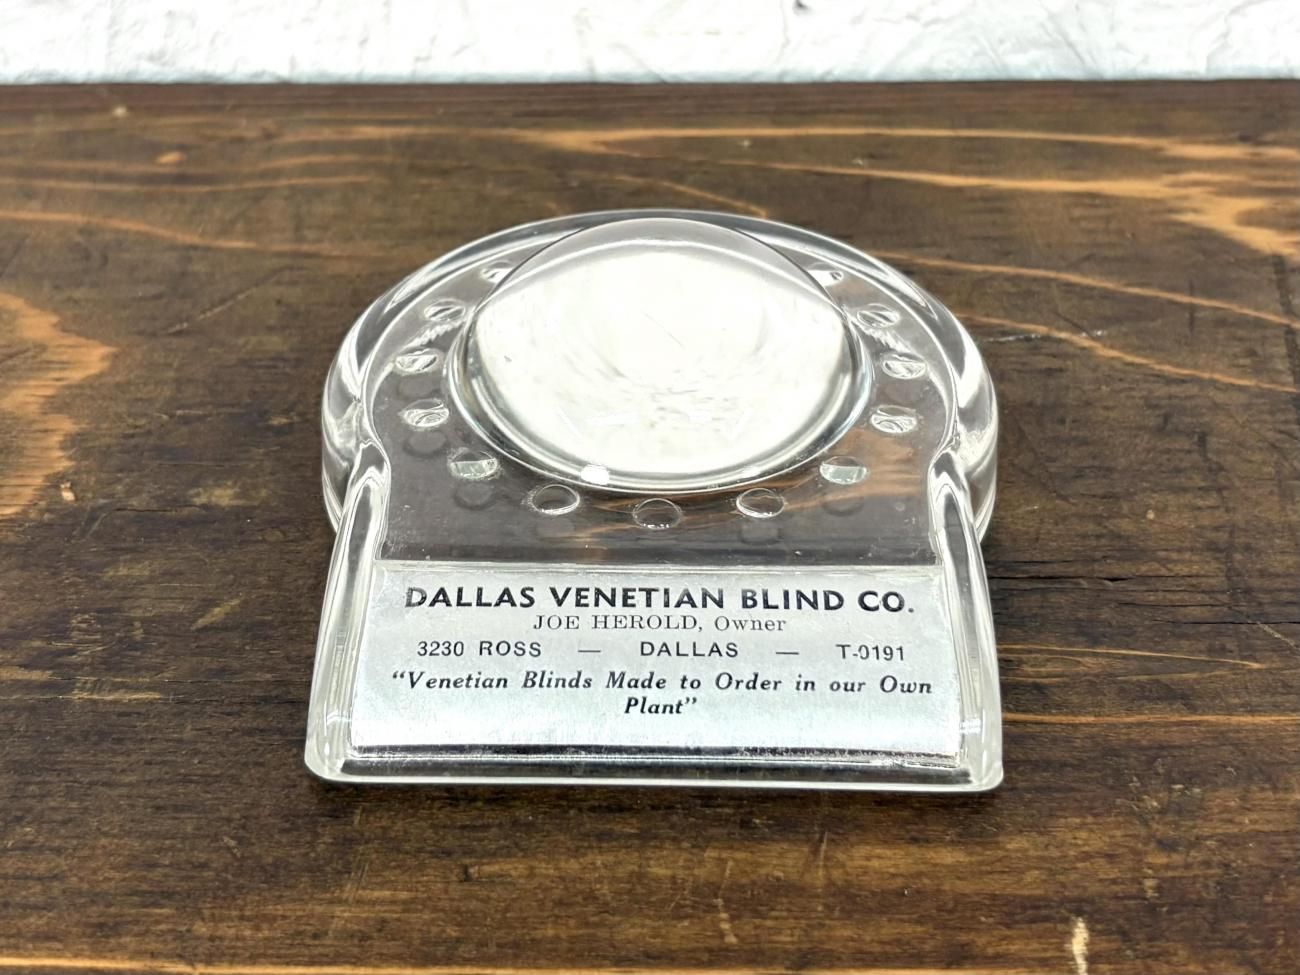 DALLAS VENETIAN BLIND CO.
JOE HEROLD, Owner
3230 ROSS — DALLAS — T-0191
"Venetian Blinds Made to Order in our Own
Plant"